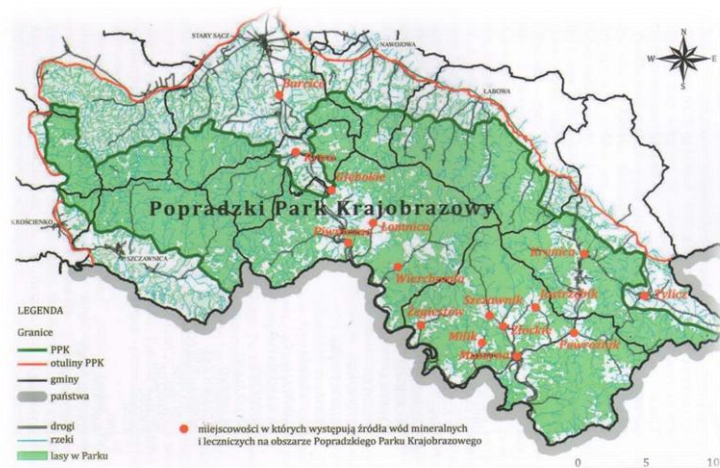 STARY SĄCZ
NAWOJOWA
N
W E
S
Barcice
ŁABOWA
Rytro
Głębokie
Popradzki Park Krajobrazowy
KROŚCIENKO
Łomnica
Piwniczna
SZCZAWNICA
Krynica
Wierchomla
Tylicz
Szczawnik
Jastrzębik
LEGENDA
Żegiestów
Złockie
Granice
Milik
Powroźnik
PPK
Muszyna
otuliny PPK
gminy
państwa
drogi
rzeki
lasy w Parku
miejscowości w których występują źródła wód mineralnych
i leczniczych na obszarze Popradzkiego Parku Krajobrazowego
0 5 10